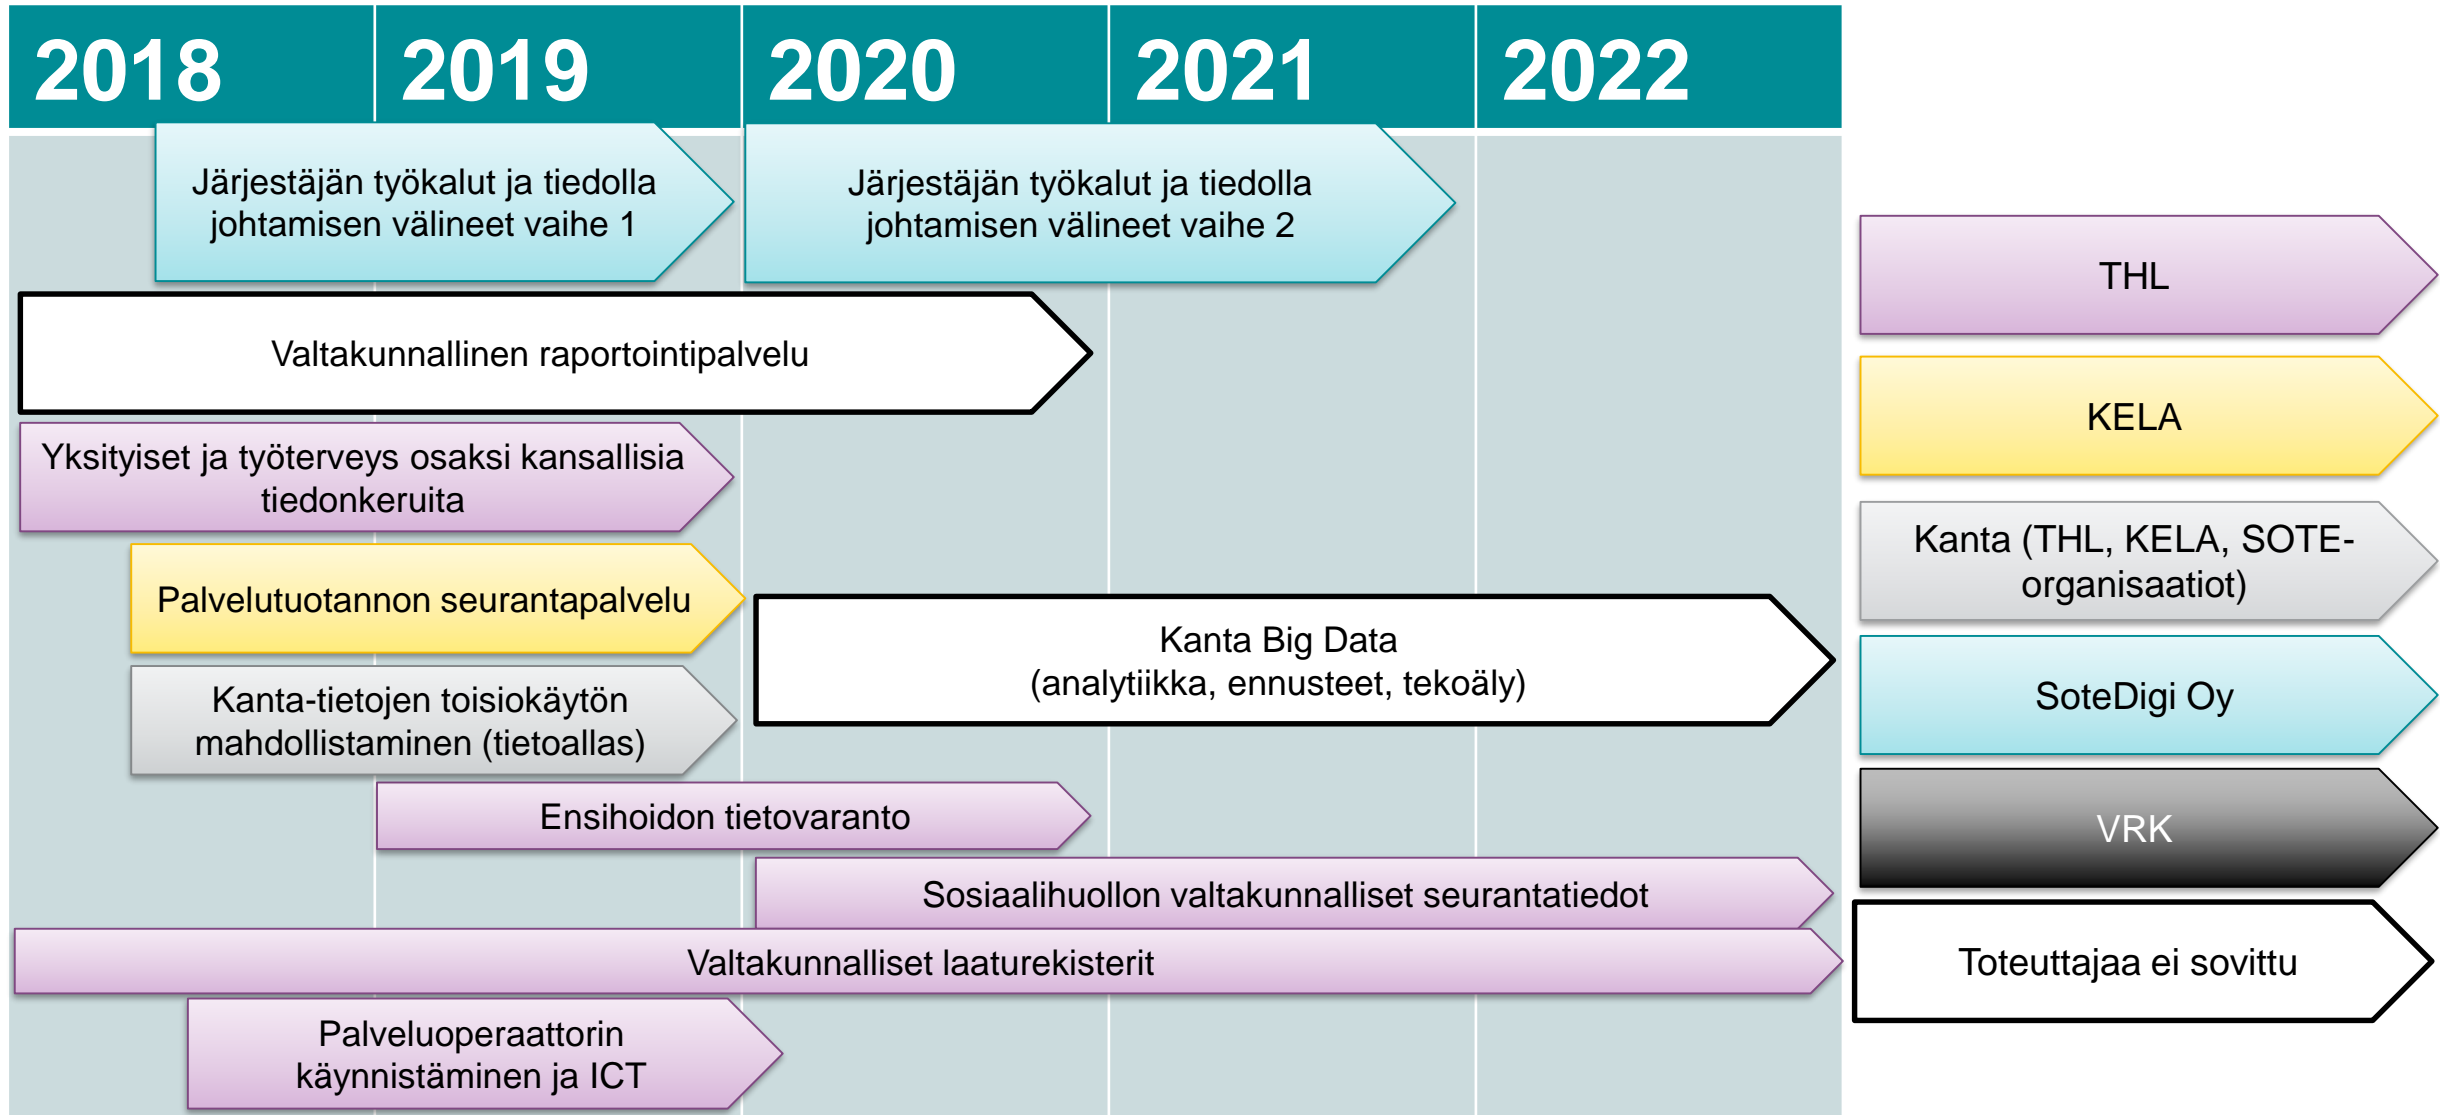 2018
2019
2020
2021
2022
Järjestäjän työkalut ja tiedolla
johtamisen välineet vaihe 1
Järjestäjän työkalut ja tiedolla
johtamisen välineet vaihe 2
Valtakunnallinen raportointipalvelu
Yksityiset ja työterveys osaksi kansallisia
tiedonkeruita
Palvelutuotannon seurantapalvelu
Kanta-tietojen toisiokäytön
mahdollistaminen (tietoallas)
Kanta Big Data
(analytiikka, ennusteet, tekoäly)
Ensihoidon tietovaranto
Sosiaalihuollon valtakunnalliset seurantatiedot
Valtakunnalliset laaturekisterit
Palveluoperaattorin
käynnistäminen ja ICT
THL
KELA
Kanta (THL, KELA, SOTE-
organisaatiot)
SoteDigi Oy
VRK
Toteuttajaa ei sovittu